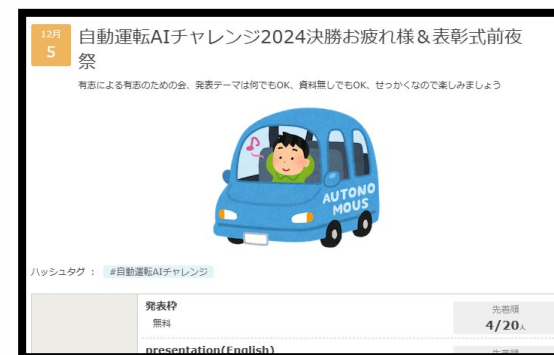 12月
5
自動運転AIチャレンジ2024決勝お疲れ様＆表彰式前夜
祭
有志による有志のための会、発表テーマは何でもOK、資料無しでもOK、せっかくなので楽しみましょう
AUTONO
MOUS
ハッシュタグ ： #自動運転AIチャレンジ
発表枠
無料
先着順
4/20人
presentation(English)
先着順